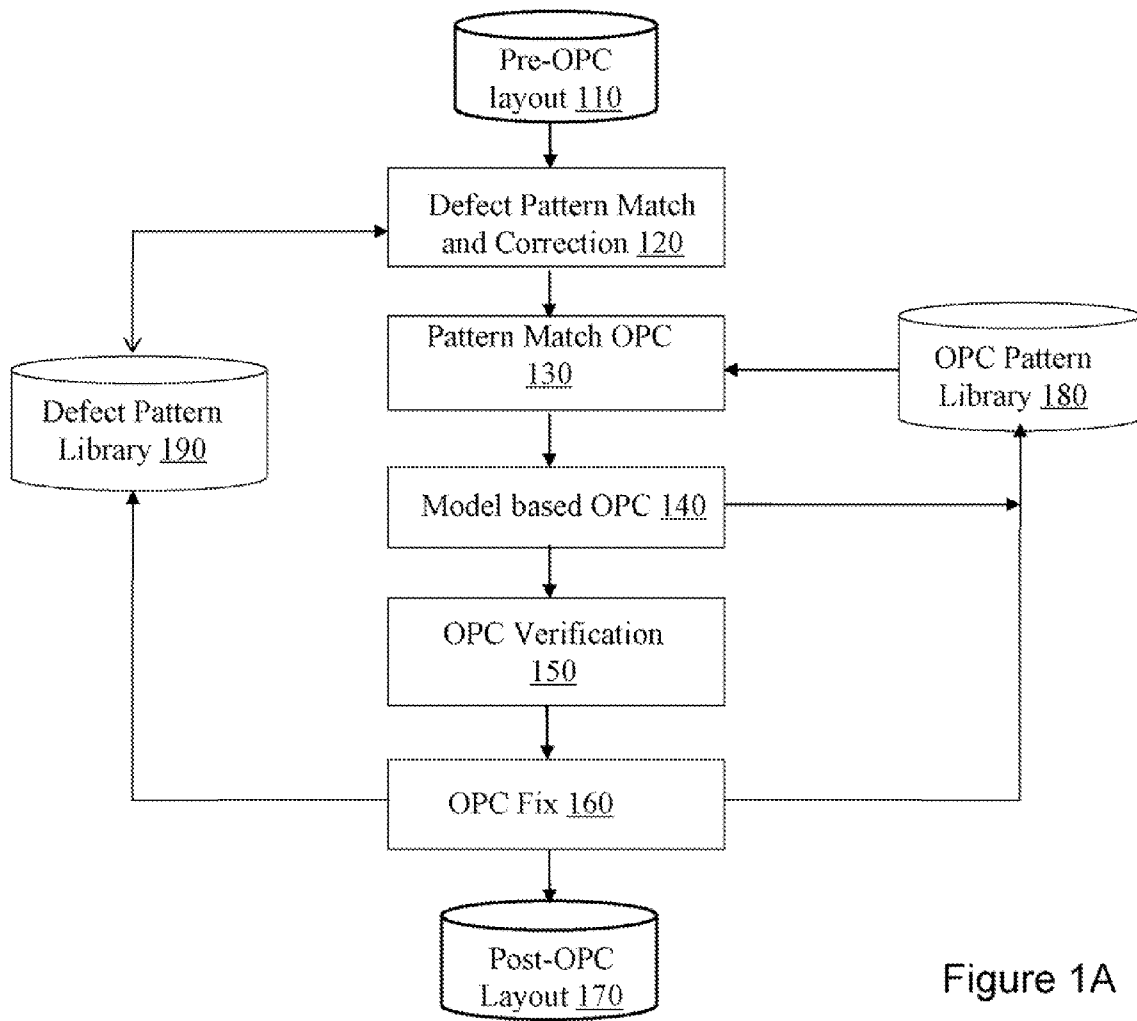 Pre-OPC
layout 110
Defect Pattern Match
and Correction 120
Pattern Match OPC
130
OPC Pattern
Library 180
Defect Pattern
Library 190
Model based OPC 140
OPC Verification
150
OPC Fix 160
Post-OPC
Layout 170
Figure 1A